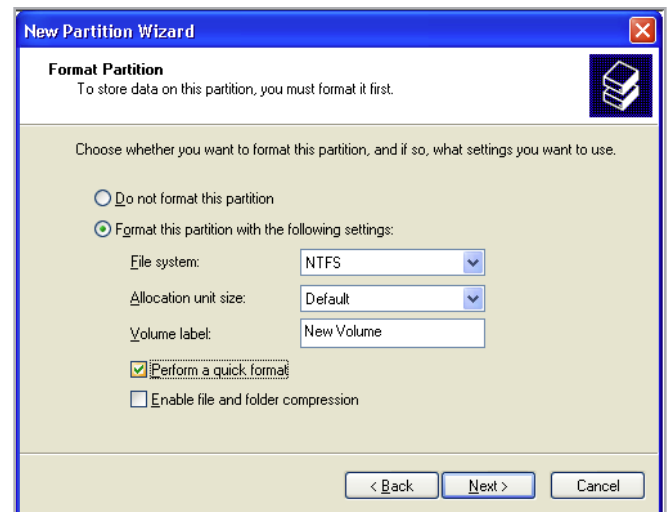 New Partition Wizard
Format Partition
To store data on this partition, you must format it first.
Choose whether you want to format this partition, and if so, what settings you want to use.
Do not format this partition
Format this partition with the following settings:
File system: NTFS
Allocation unit size: Default
Volume label: New Volume
Perform a quick format
Enable file and folder compression
< Back Next > Cancel